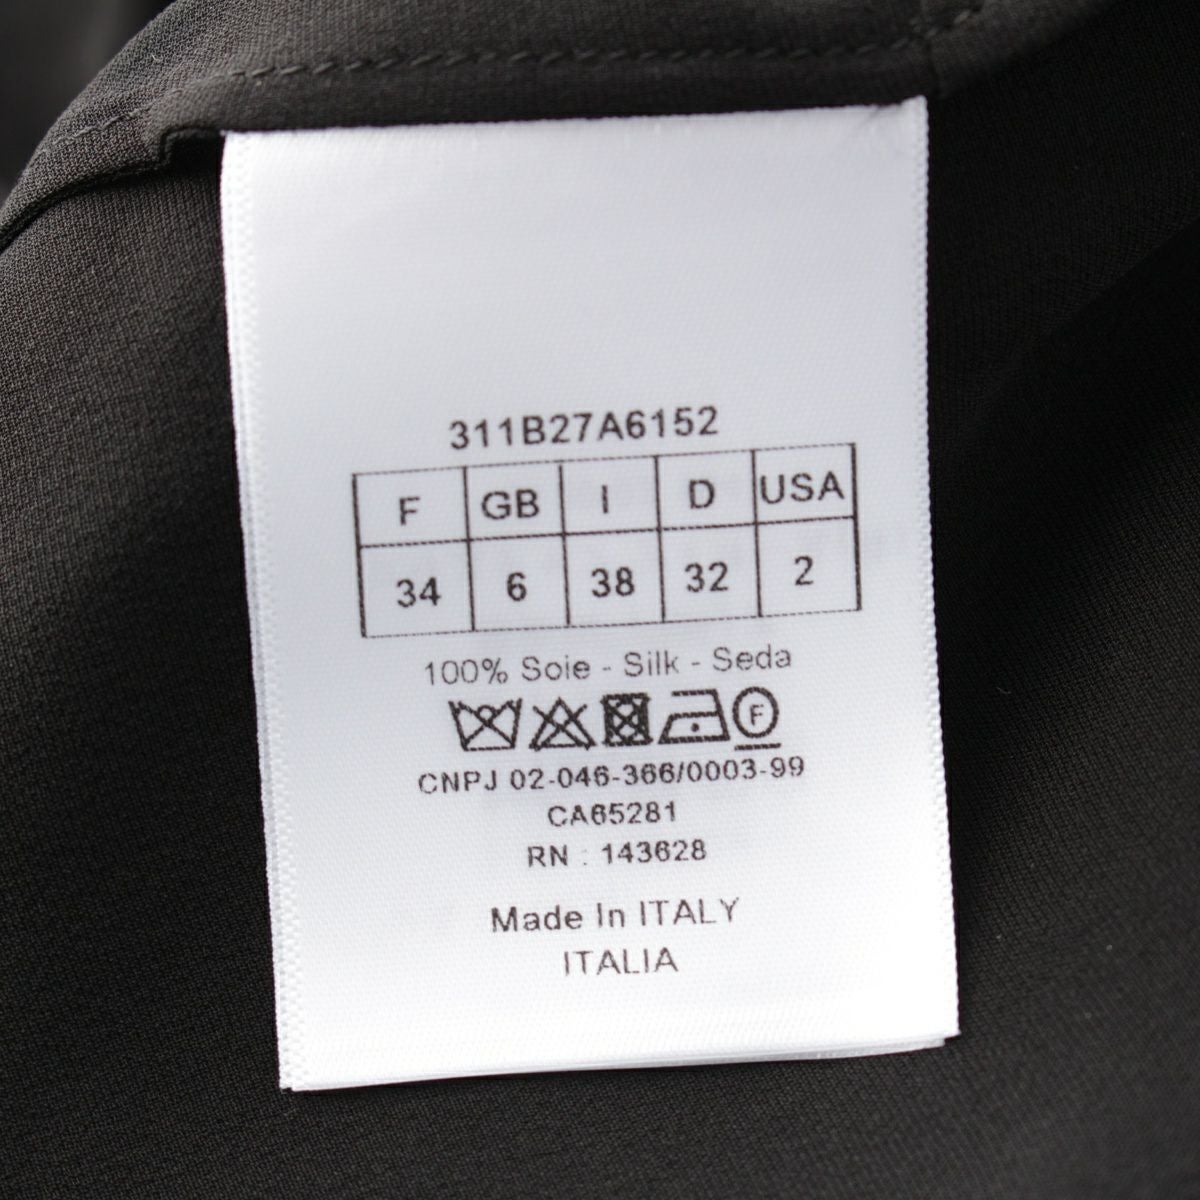 311B27A6152
F GB I D USA
34 6 38 32 2
100% Soie - Silk - Seda
F
CNPJ 02-046-366/0003-99
CA65281
RN : 143628
Made In ITALY
ITALIA